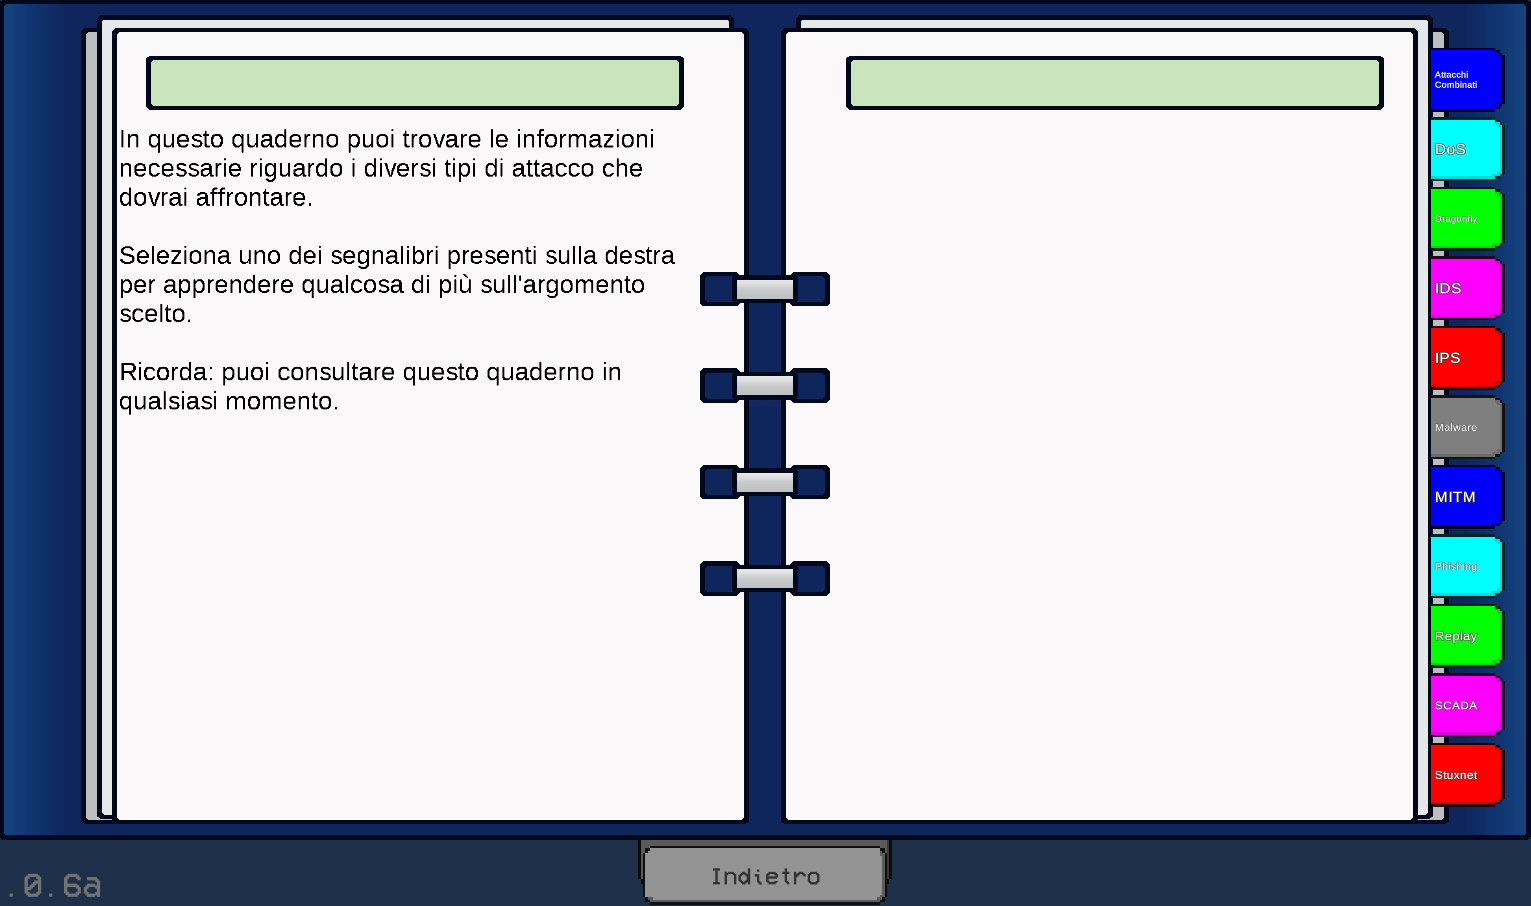 In questo quaderno puoi trovare le informazioni
necessarie riguardo i diversi tipi di attacco che
dovrai affrontare.
Seleziona uno dei segnalibri presenti sulla destra
per apprendere qualcosa di più sull'argomento
scelto.
Ricorda: puoi consultare questo quaderno in
qualsiasi momento.
Attacchi
Combinati
DoS
Dragonfly
IDS
IPS
Malware
MITM
Phishing
Replay
SCADA
Stuxnet
Indietro
.0.6a